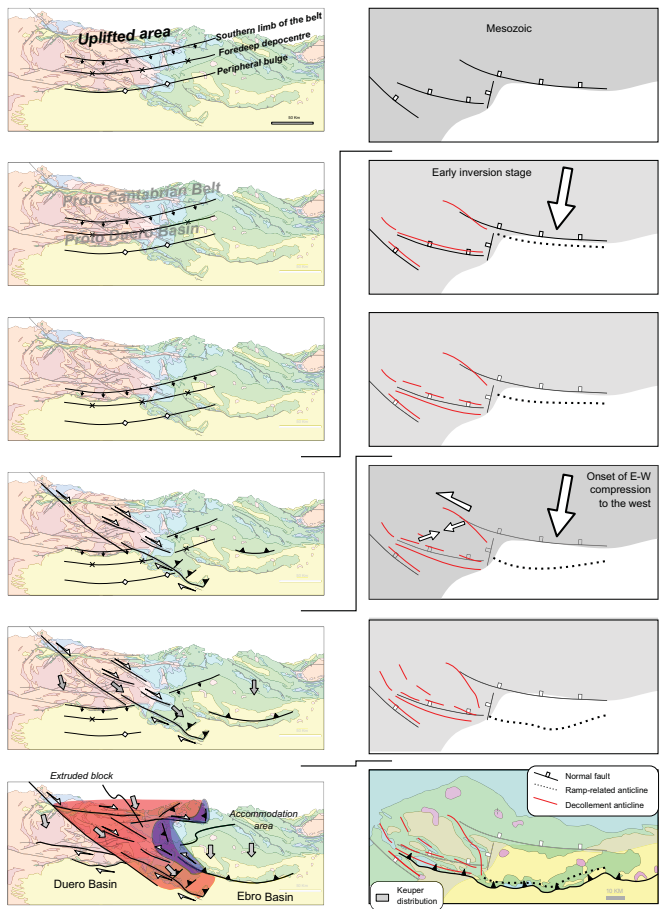 Uplifted area
Southern limb of the belt
Foredeep depocentre
Peripheral bulge
50 Km
Mesozoic
Proto Cantabrian Belt
Proto Duero Basin
Early inversion stage
Onset of E-W
compression
to the west
Extruded block
Accommodation
area
Duero Basin
Ebro Basin
Normal fault
Ramp-related anticline
Decollement anticline
Keuper
distribution
10 KM